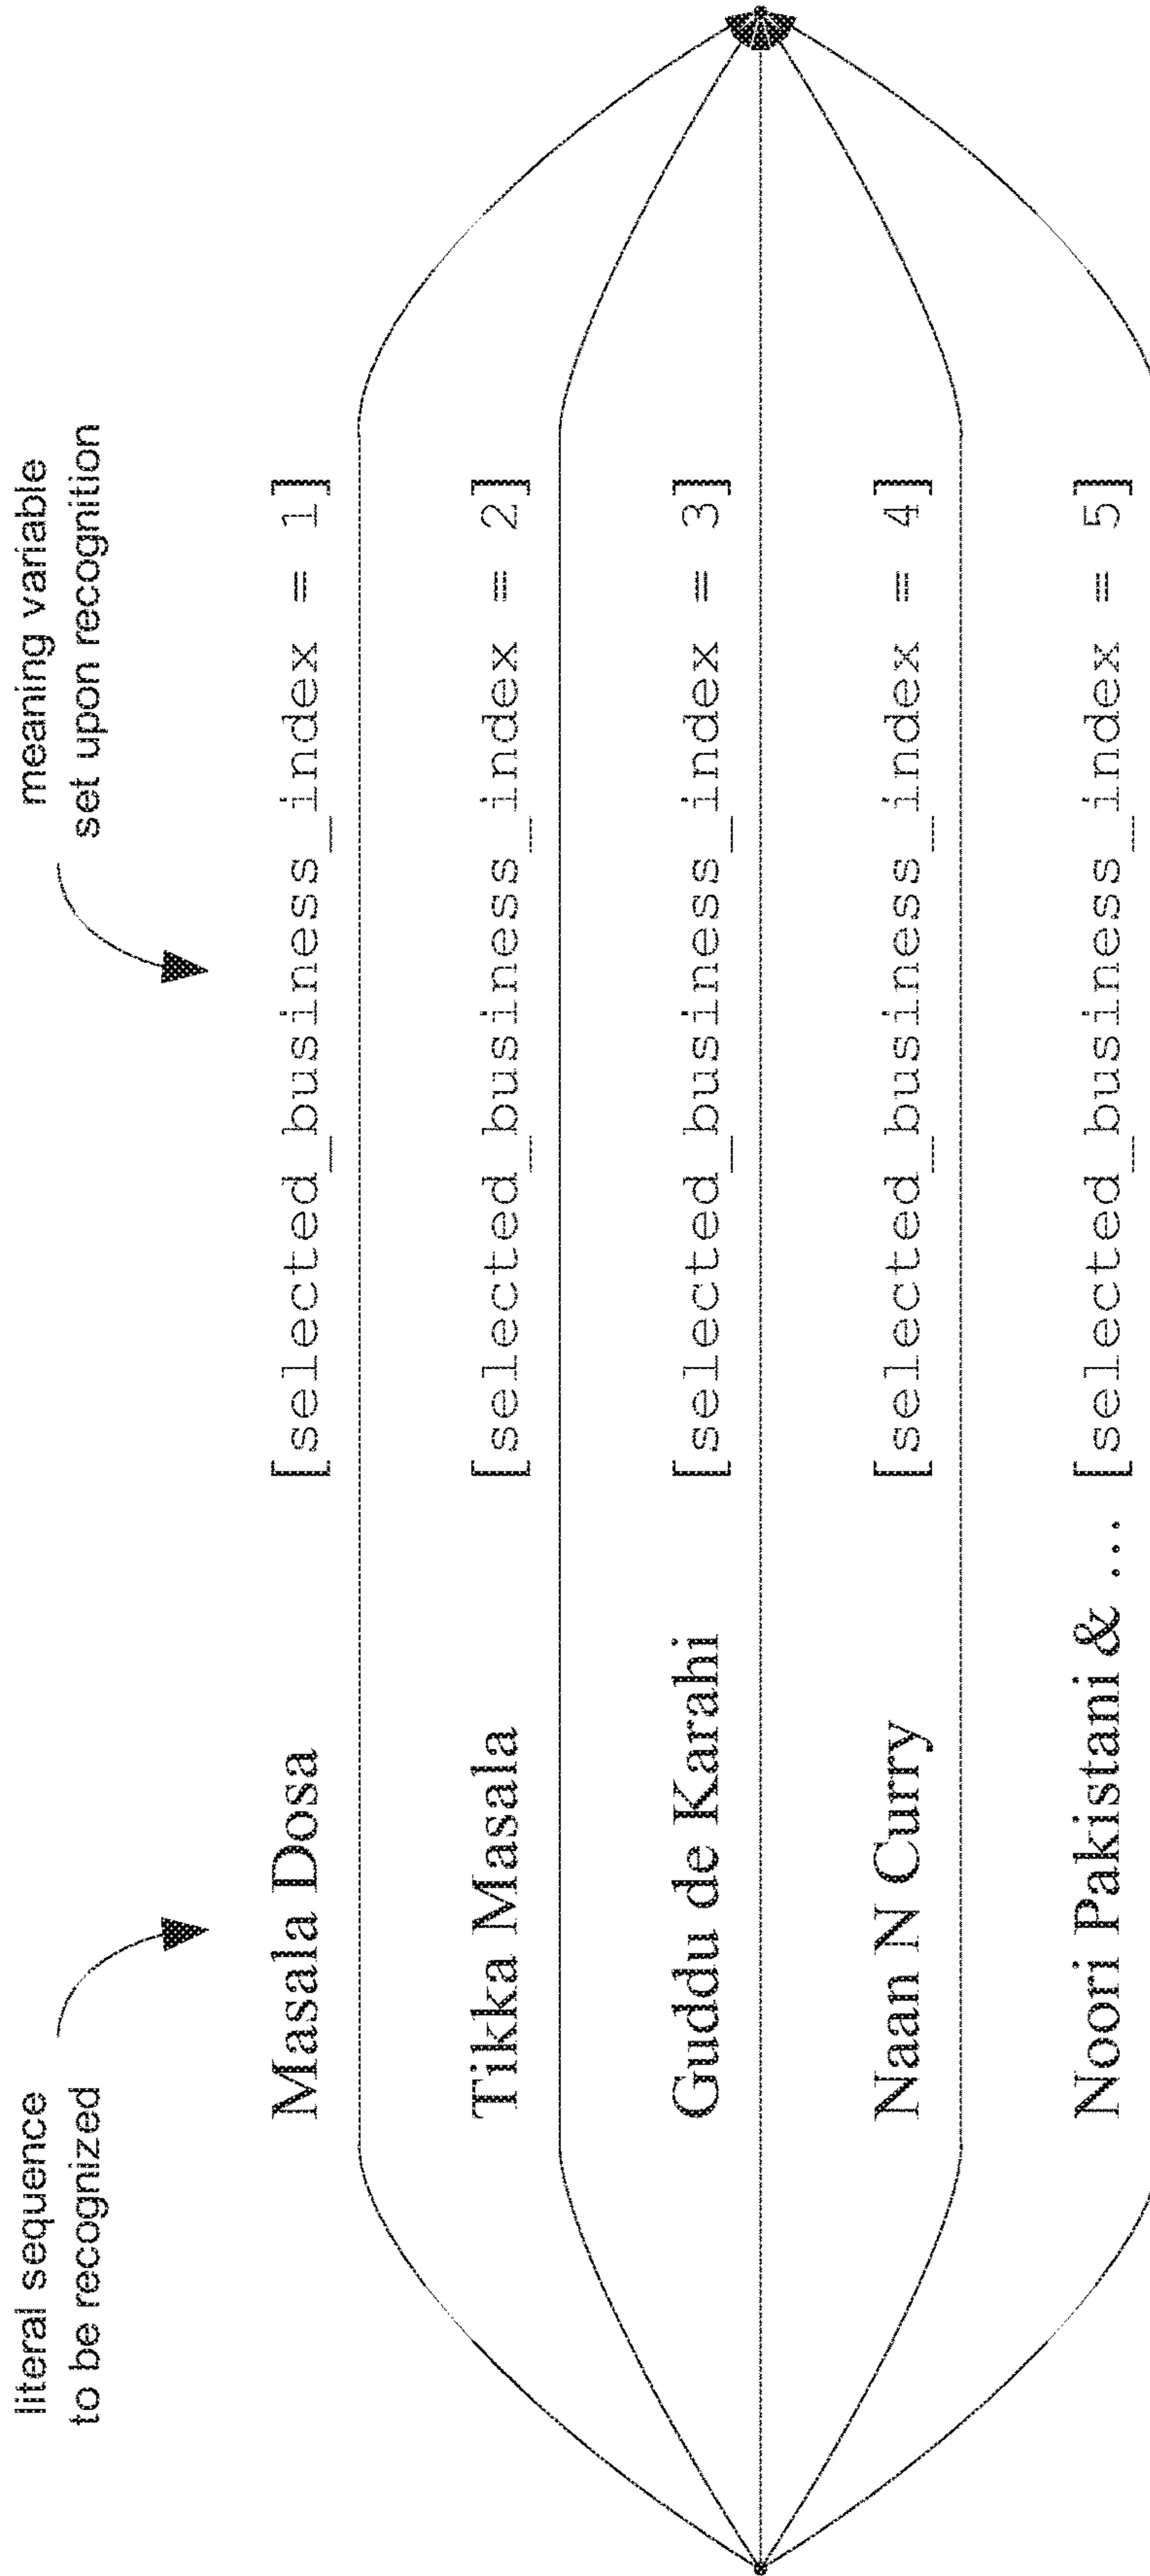 literal sequence
to be recognized
meaning variable
set upon recognition
Masala Dosa [selected_business_index = 1]
Tikka Masala [selected_business_index = 2]
Guddu de Karahi [selected_business_index = 3]
Naan N Curry [selected_business_index = 4]
Noori Pakistani & ... [selected_business_index = 5]